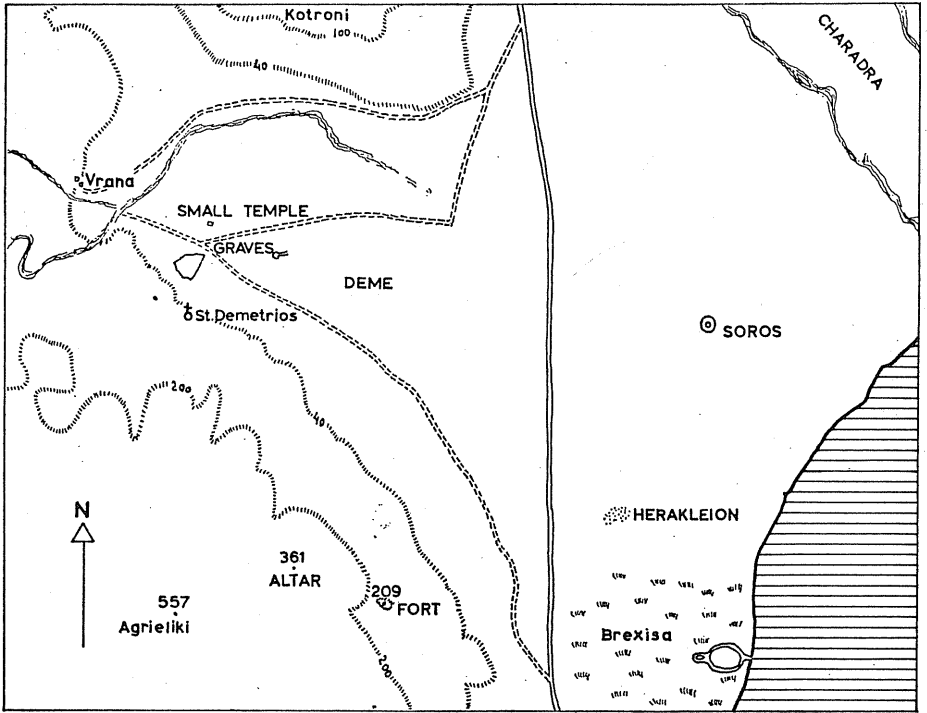 Kotroni
100
40
CHARADRA
Vrana
SMALL TEMPLE
GRAVES
DEME
St. Demetrios
SOROS
200
40
N
HERAKLEION
361
ALTAR
209
FORT
557
Agrieliki
Brexisa
200